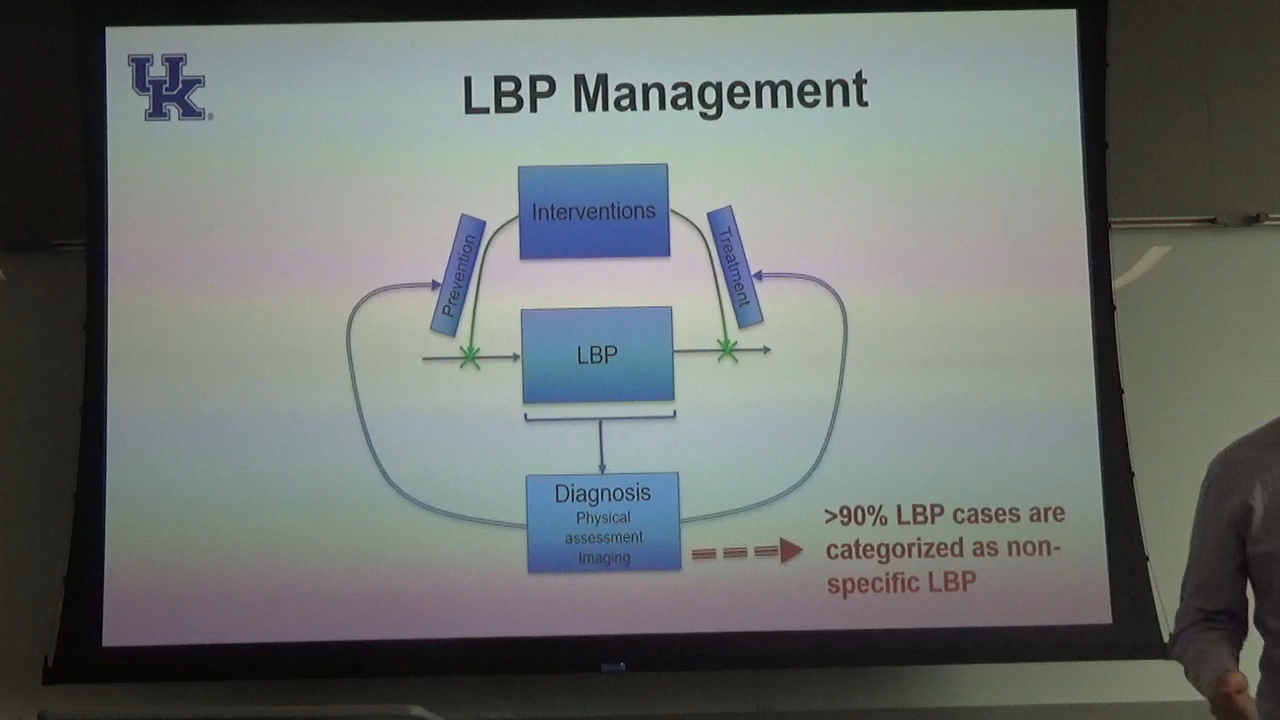 UK
LBP Management
Interventions
Prevention
Treatment
LBP
Diagnosis
Physical
assessment
Imaging
>90% LBP cases are
categorized as non-
specific LBP